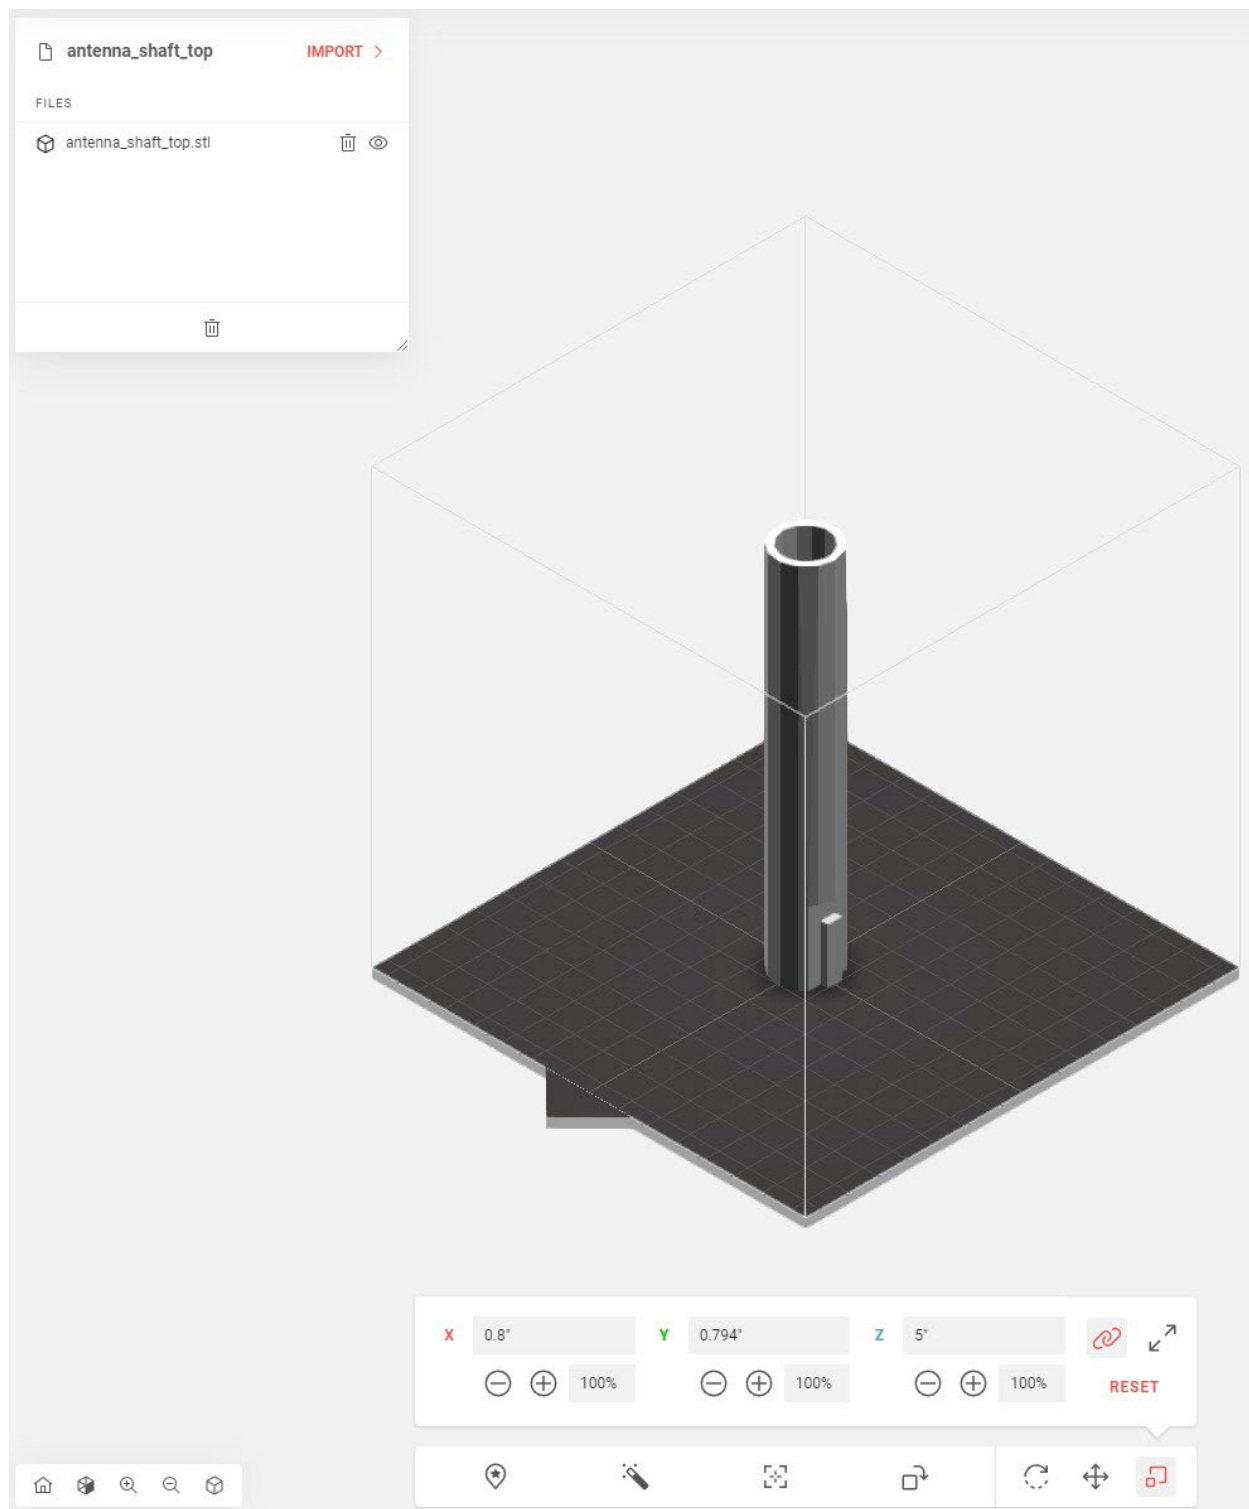 antenna_shaft_top IMPORT >
FILES
antenna_shaft_top.stl
X 0.8" Y 0.794" Z 5"
100% 100% 100% RESET